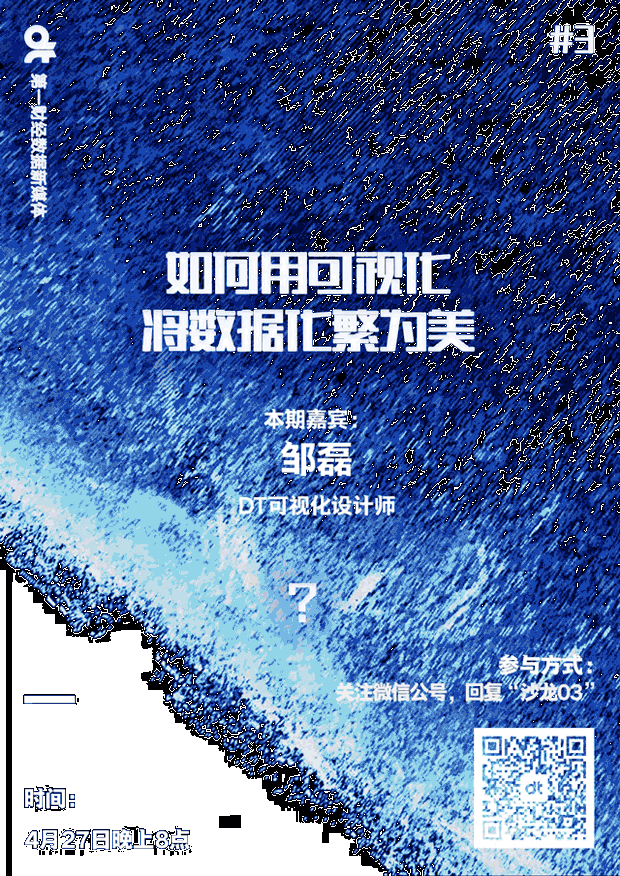 dt
第一财经数据新媒体
#3
如何用可视化
将数据化繁为美
本期嘉宾：
邹磊
DT可视化设计师
?
参与方式：
关注微信公号，回复“沙龙03”
dt
时间：
4月27日晚上8点